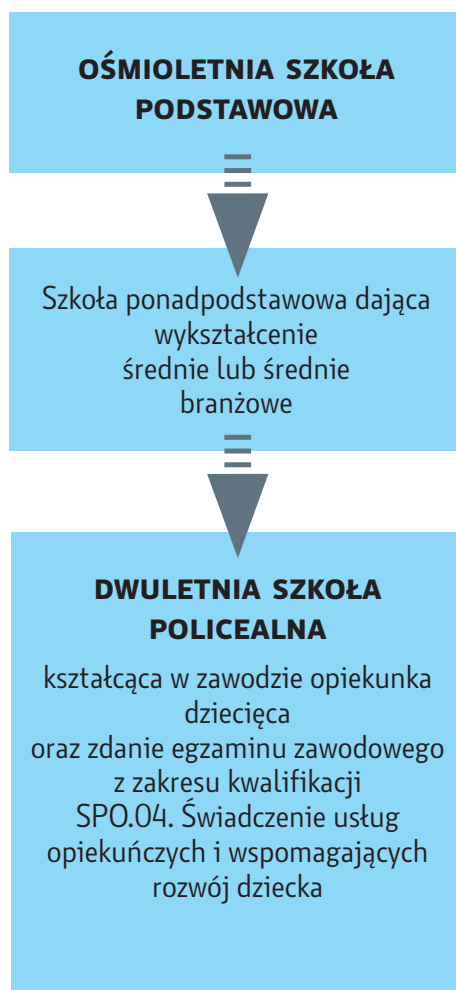 OŚMIOLETNIA SZKOŁA
PODSTAWOWA
Szkoła ponadpodstawowa dająca
wykształcenie
średnie lub średnie
branżowe
DWULETNIA SZKOŁA
POLICEALNA
kształcąca w zawodzie opiekunka
dziecięca
oraz zdanie egzaminu zawodowego
z zakresu kwalifikacji
SPO.04. Świadczenie usług
opiekuńczych i wspomagających
rozwój dziecka